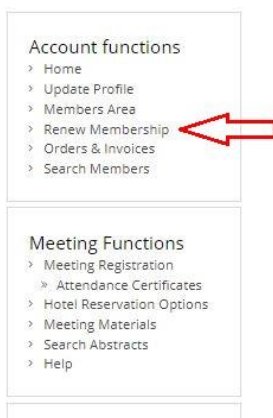 Account functions
> Home
> Update Profile
> Members Area
> Renew Membership
> Orders & Invoices
> Search Members
Meeting Functions
> Meeting Registration
» Attendance Certificates
> Hotel Reservation Options
> Meeting Materials
> Search Abstracts
> Help